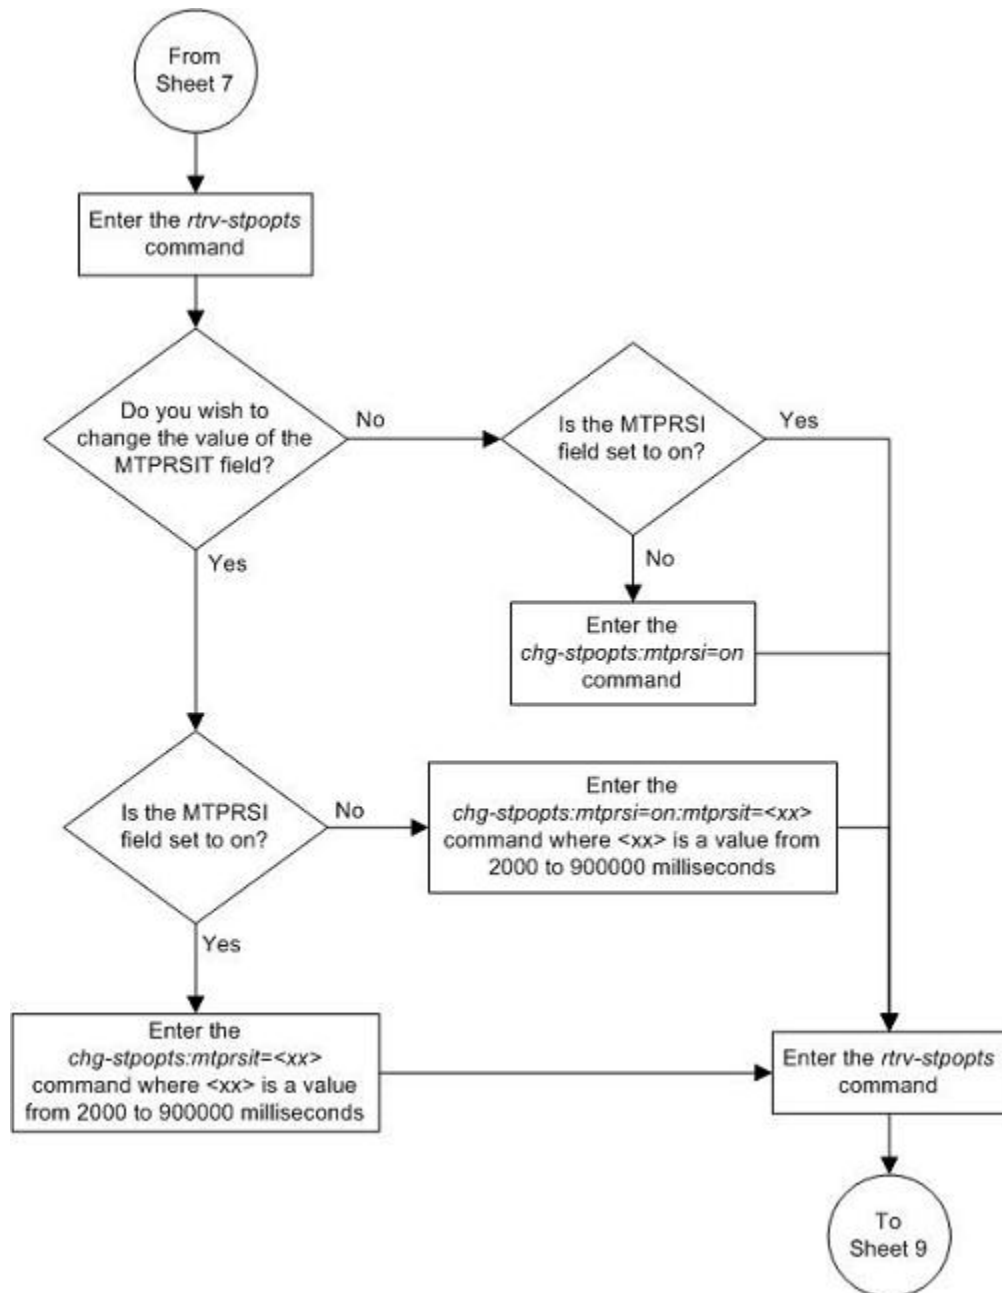 From
Sheet 7
Enter the rtrv-stpopts
command
Do you wish to
change the value of the
MTPRSIT field?
No
Is the MTPRSI
field set to on?
Yes
Yes
No
Enter the
chg-stpopts:mtprsi=on
command
Is the MTPRSI
field set to on?
No
Enter the
chg-stpopts:mtprsi=on:mtprsit=<xx>
command where <xx> is a value from
2000 to 900000 milliseconds
Yes
Enter the
chg-stpopts:mtprsit=<xx>
command where <xx> is a value
from 2000 to 900000 milliseconds
Enter the rtrv-stpopts
command
To
Sheet 9